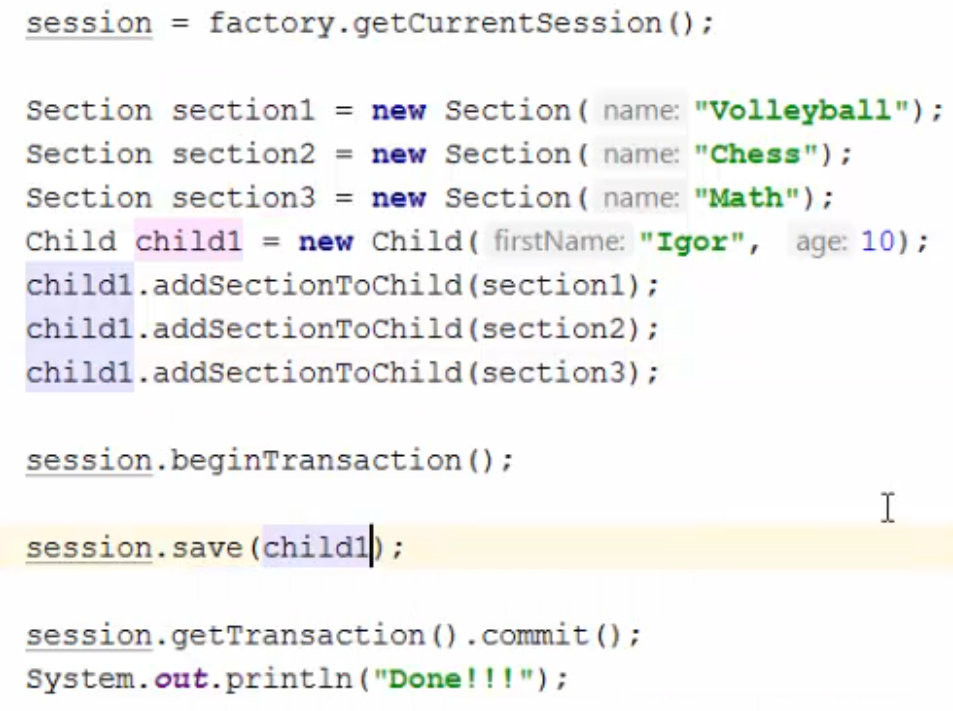 session = factory.getCurrentSession();
Section section1 = new Section( name: "Volleyball");
Section section2 = new Section( name: "Chess");
Section section3 = new Section( name: "Math");
Child child1 = new Child( firstName: "Igor", age: 10);
child1.addSectionToChild(section1);
child1.addSectionToChild(section2);
child1.addSectionToChild(section3);
session.beginTransaction();
session.save(child1);
session.getTransaction().commit();
System.out.println("Done!!!");